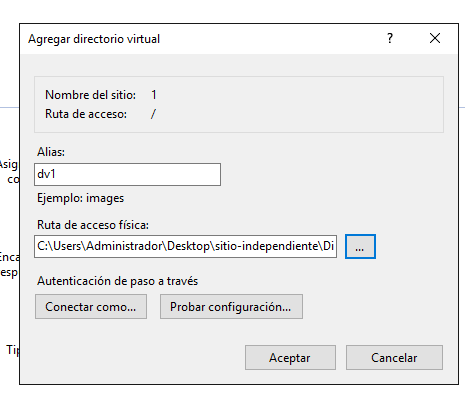 Agregar directorio virtual
?
Nombre del sitio: 1
Ruta de acceso: /
Asig
co
Alias:
dv1
Ejemplo: images
Ruta de acceso física:
C:\Users\Administrador\Desktop\sitio-independiente\Di
...
Enca
esp
Autenticación de paso a través
Conectar como... Probar configuración...
Tip
Aceptar Cancelar